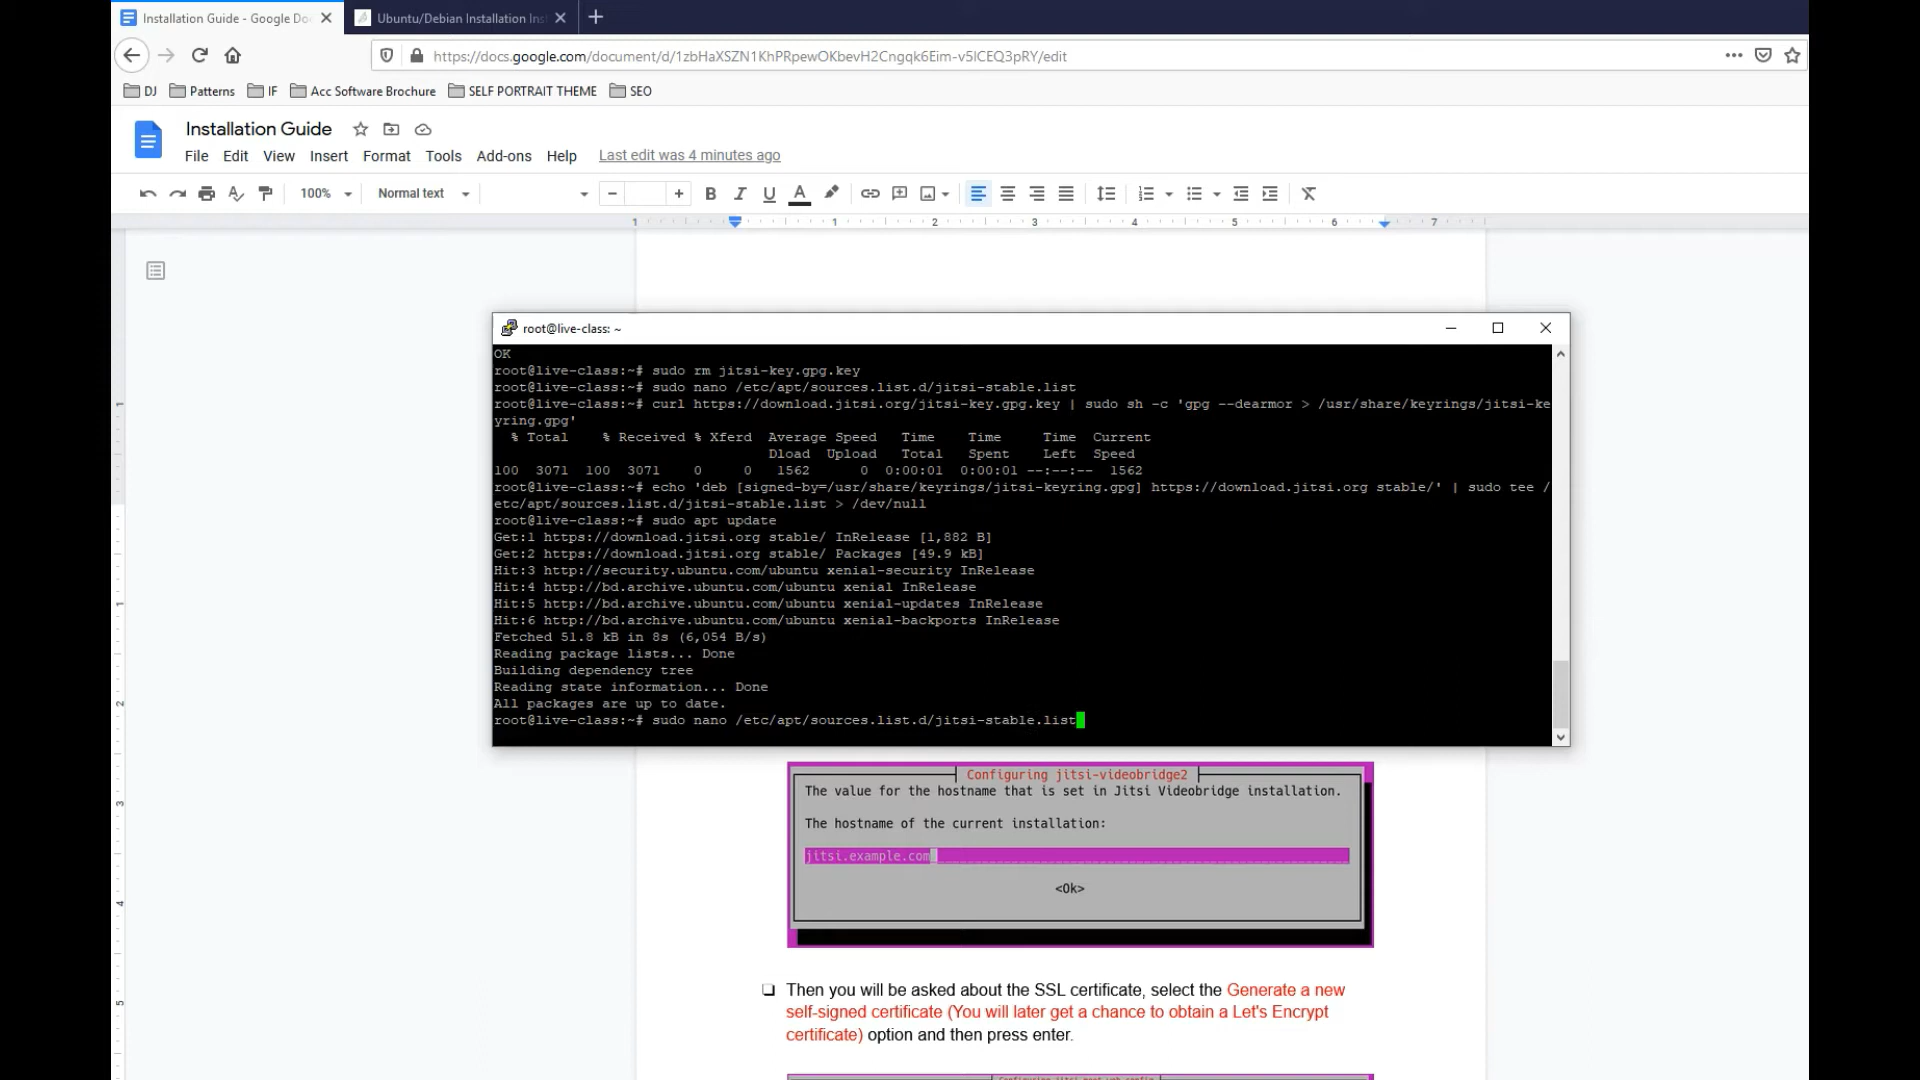 Installation Guide - Google Do
Ubuntu/Debian Installation Ins
https://docs.google.com/document/d/1zbHaXSZN1KhPRpewOKbevH2Cngqk6Eim-v5lCEQ3pRY/edit
DJ Patterns IF Acc Software Brochure SELF PORTRAIT THEME SEO
Installation Guide
File Edit View Insert Format Tools Add-ons Help Last edit was 4 minutes ago
100% Normal text
1 1 2 3 4 5 6 7
root@live-class: ~
OK
root@live-class:~# sudo rm jitsi-key.gpg.key
root@live-class:~# sudo nano /etc/apt/sources.list.d/jitsi-stable.list
root@live-class:~# curl https://download.jitsi.org/jitsi-key.gpg.key | sudo sh -c 'gpg --dearmor > /usr/share/keyrings/jitsi-ke
yring.gpg'
% Total % Received % Xferd Average Speed Time Time Time Current
Dload Upload Total Spent Left Speed
100 3071 100 3071 0 0 1562 0 0:00:01 0:00:01 --:--:-- 1562
root@live-class:~# echo 'deb [signed-by=/usr/share/keyrings/jitsi-keyring.gpg] https://download.jitsi.org stable/' | sudo tee /
etc/apt/sources.list.d/jitsi-stable.list > /dev/null
root@live-class:~# sudo apt update
Get:1 https://download.jitsi.org stable/ InRelease [1,882 B]
Get:2 https://download.jitsi.org stable/ Packages [49.9 kB]
Hit:3 http://security.ubuntu.com/ubuntu xenial-security InRelease
Hit:4 http://bd.archive.ubuntu.com/ubuntu xenial InRelease
Hit:5 http://bd.archive.ubuntu.com/ubuntu xenial-updates InRelease
Hit:6 http://bd.archive.ubuntu.com/ubuntu xenial-backports InRelease
Fetched 51.8 kB in 8s (6,054 B/s)
Reading package lists... Done
Building dependency tree
Reading state information... Done
All packages are up to date.
root@live-class:~# sudo nano /etc/apt/sources.list.d/jitsi-stable.list
Configuring jitsi-videobridge2
The value for the hostname that is set in Jitsi Videobridge installation.
The hostname of the current installation:
jitsi.example.com
<Ok>
Then you will be asked about the SSL certificate, select the Generate a new
self-signed certificate (You will later get a chance to obtain a Let's Encrypt
certificate) option and then press enter.
1
1
2
3
4
5